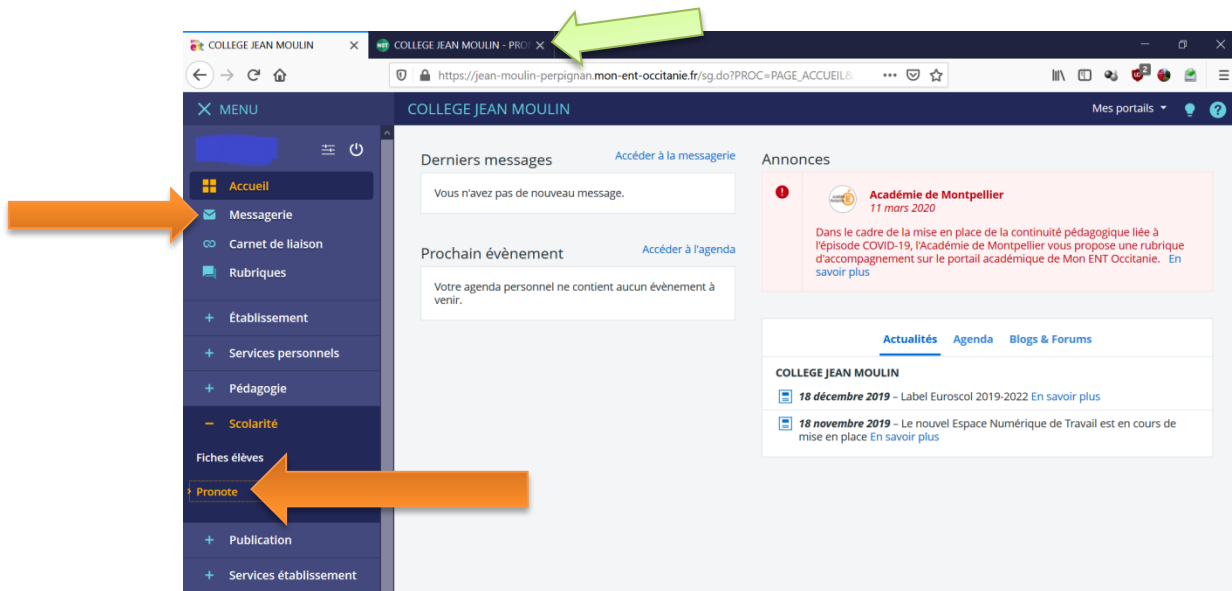 COLLEGE JEAN MOULIN
COLLEGE JEAN MOULIN - PRO
https://jean-moulin-perpignan.mon-ent-occitanie.fr/sg.do?PROC=PAGE_ACCUEIL&
2
MENU
COLLEGE JEAN MOULIN
Mes portails
Accueil
Messagerie
Carnet de liaison
Rubriques
+ Établissement
+ Services personnels
+ Pédagogie
− Scolarité
Fiches élèves
› Pronote
+ Publication
+ Services établissement
Derniers messages
Accéder à la messagerie
Vous n'avez pas de nouveau message.
Prochain évènement
Accéder à l'agenda
Votre agenda personnel ne contient aucun évènement à
venir.
Annonces
Académie de Montpellier
11 mars 2020
Dans le cadre de la mise en place de la continuité pédagogique liée à
l'épisode COVID-19, l'Académie de Montpellier vous propose une rubrique
d'accompagnement sur le portail académique de Mon ENT Occitanie. En
savoir plus
Actualités Agenda Blogs & Forums
COLLEGE JEAN MOULIN
18 décembre 2019 – Label Euroscol 2019-2022 En savoir plus
18 novembre 2019 – Le nouvel Espace Numérique de Travail est en cours de
mise en place En savoir plus